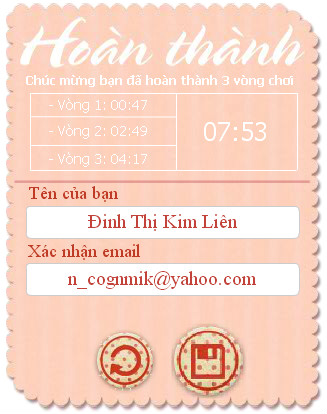 Hoàn thành
Chúc mừng bạn đã hoàn thành 3 vòng chơi
- Vòng 1: 00:47
- Vòng 2: 02:49
- Vòng 3: 04:17
07:53
Tên của bạn
Đinh Thị Kim Liên
Xác nhận email
n_cognmik@yahoo.com